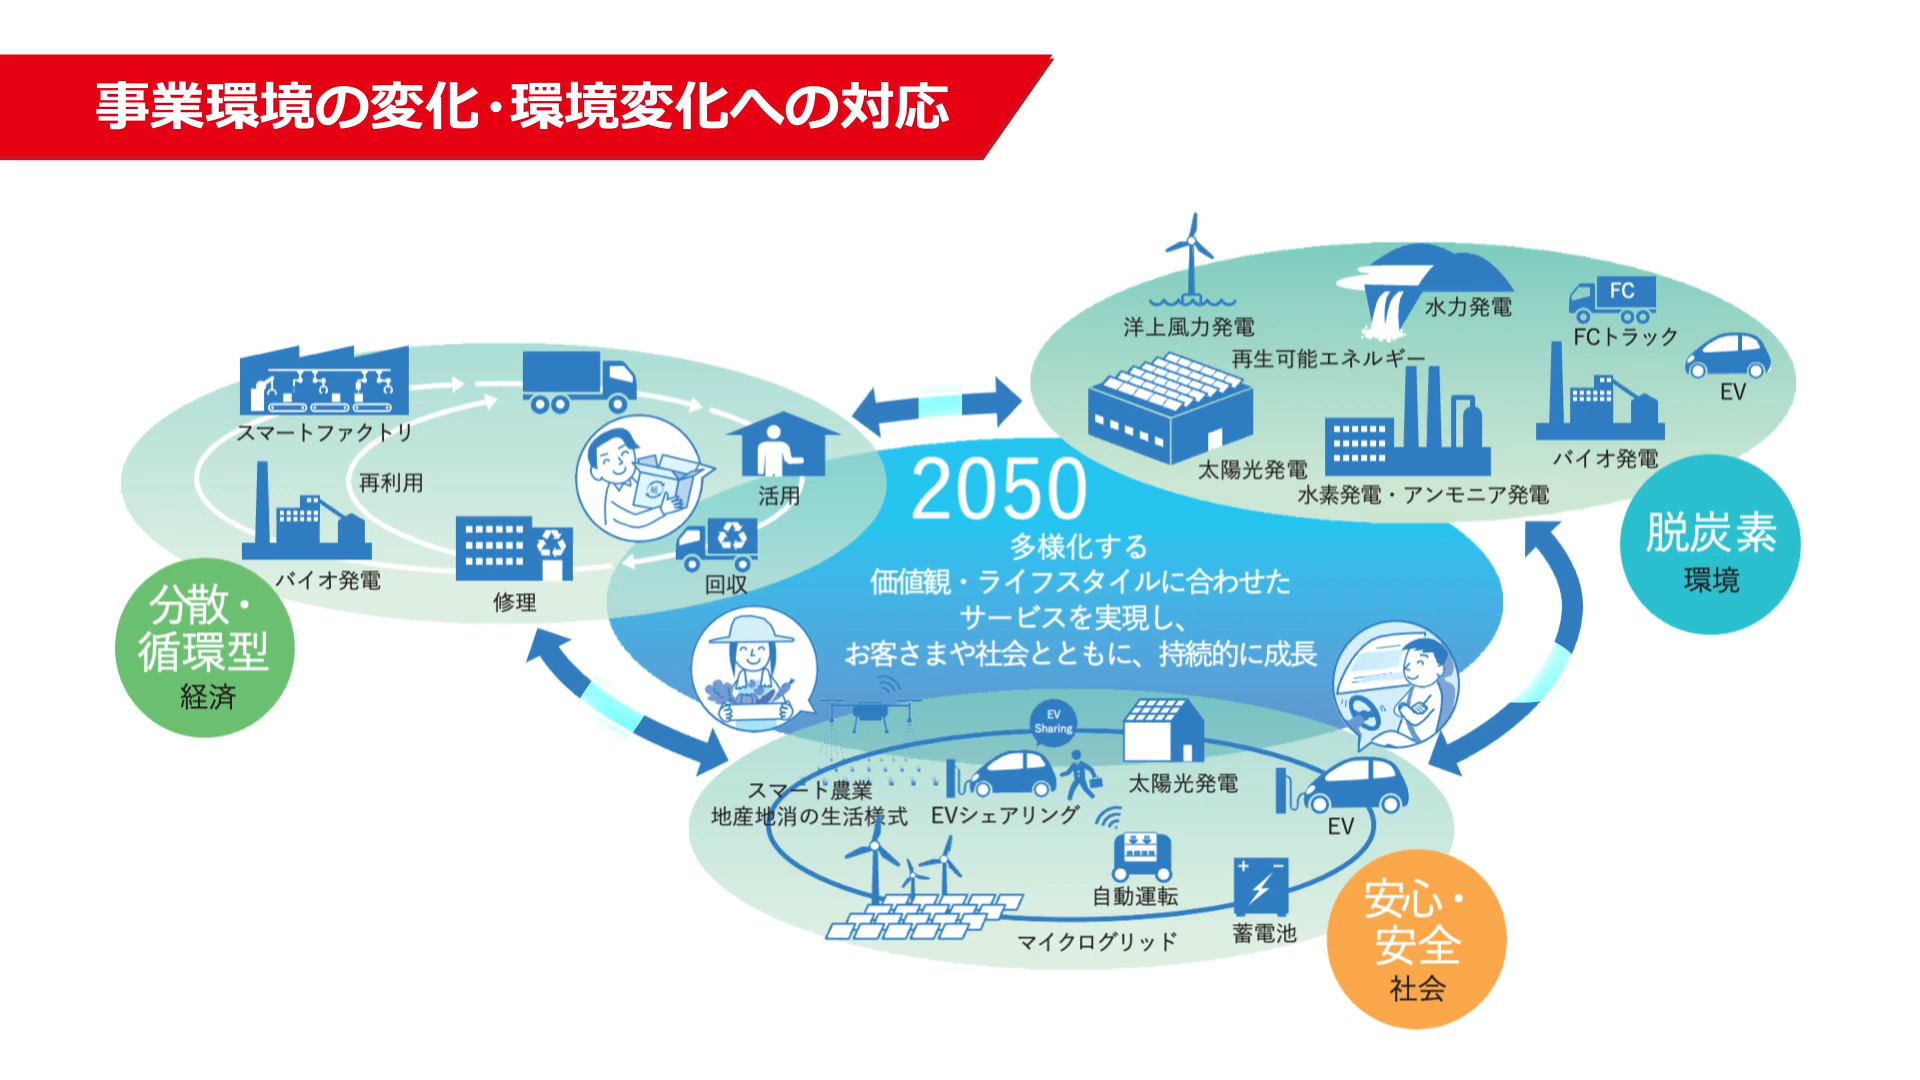 事業環境の変化・環境変化への対応
洋上風力発電
水力発電
FC
FCトラック
再生可能エネルギー
EV
太陽光発電
水素発電・アンモニア発電
バイオ発電
脱炭素
環境
スマートファクトリ
再利用
活用
バイオ発電
修理
回収
分散・
循環型
経済
2050
多様化する
価値観・ライフスタイルに合わせた
サービスを実現し、
お客さまや社会とともに、持続的に成長
EV
Sharing
スマート農業
地産地消の生活様式
EVシェアリング
太陽光発電
EV
自動運転
マイクログリッド
蓄電池
安心・
安全
社会